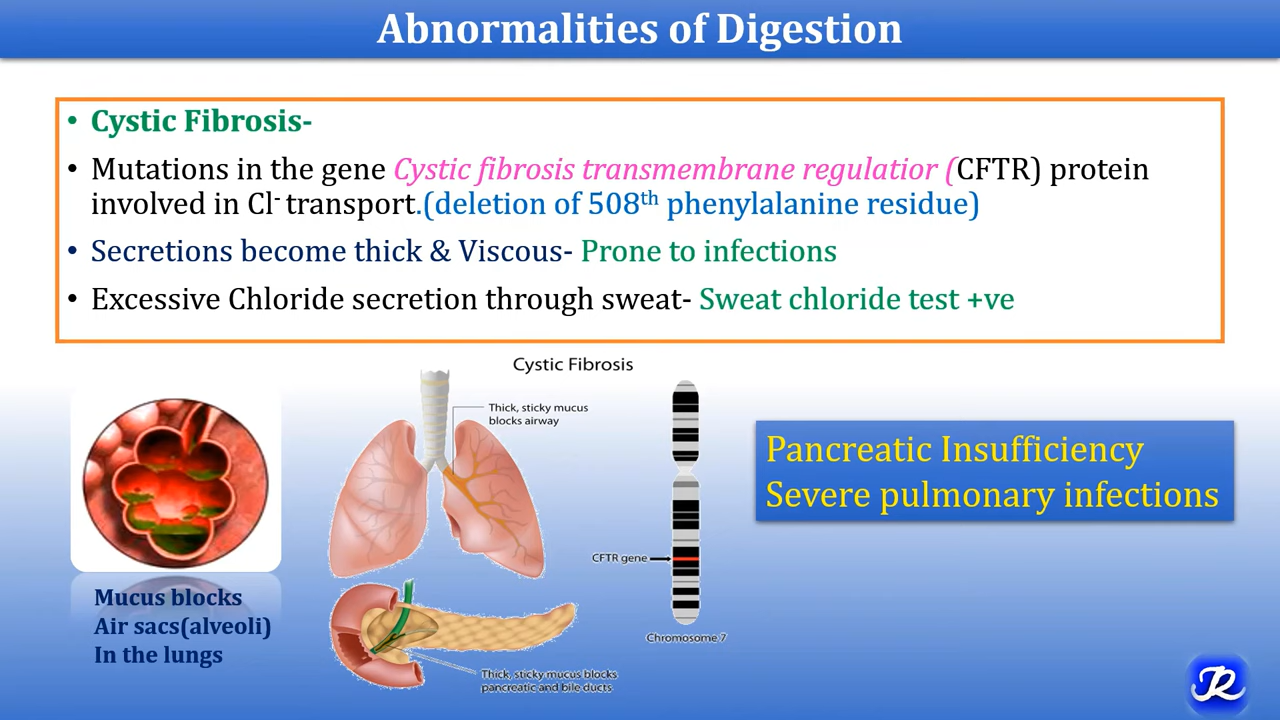 Abnormalities of Digestion
• Cystic Fibrosis-
• Mutations in the gene Cystic fibrosis transmembrane regulatior (CFTR) protein
involved in Cl- transport.(deletion of 508th phenylalanine residue)
• Secretions become thick & Viscous- Prone to infections
• Excessive Chloride secretion through sweat- Sweat chloride test +ve
Cystic Fibrosis
Thick, sticky mucus
blocks airway
Pancreatic Insufficiency
Severe pulmonary infections
CFTR gene
Mucus blocks
Air sacs(alveoli)
In the lungs
Chromosome 7
Thick, sticky mucus blocks
pancreatic and bile ducts
JR